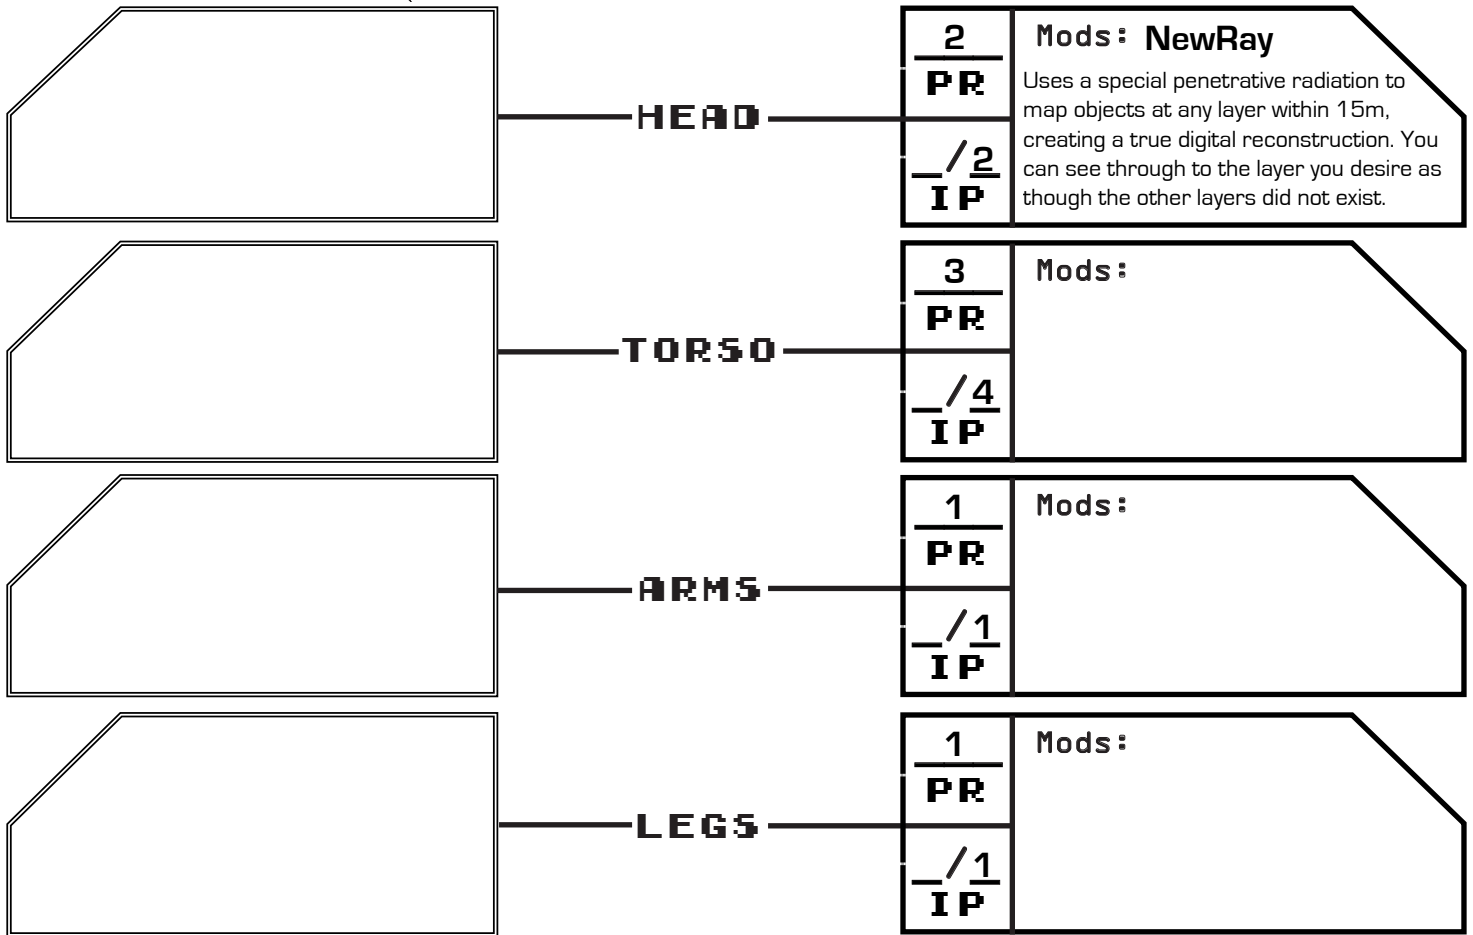 HEAD
2
PR
_/2
IP
Mods: NewRay
Uses a special penetrative radiation to
map objects at any layer within 15m,
creating a true digital reconstruction. You
can see through to the layer you desire as
though the other layers did not exist.
TORSO
3
PR
_/4
IP
Mods:
ARMS
1
PR
_/1
IP
Mods:
LEGS
1
PR
_/1
IP
Mods: